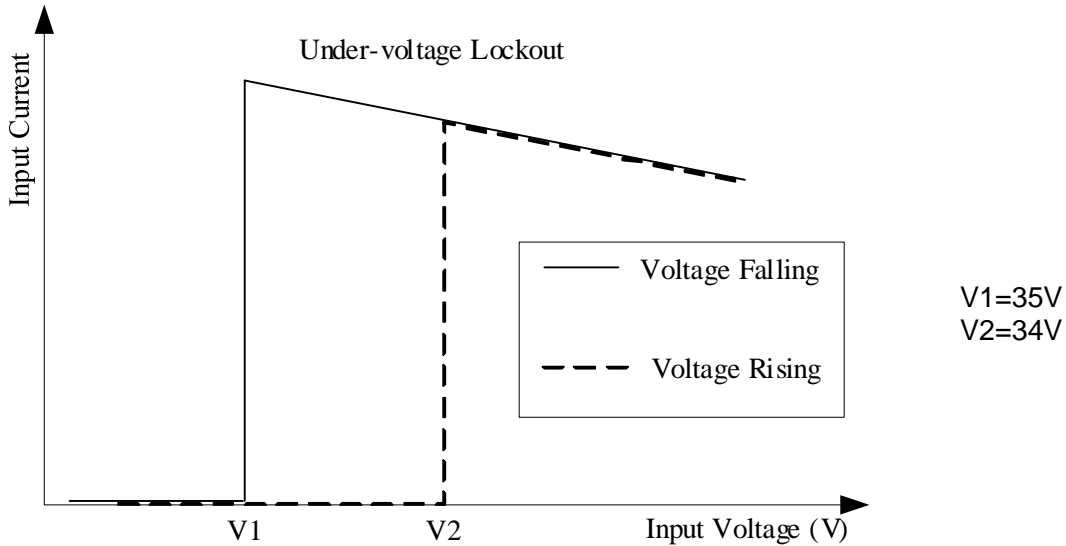 Under-voltage Lockout
Input Current
Voltage Falling
V1=35V
V2=34V
Voltage Rising
V1
V2
Input Voltage (V)